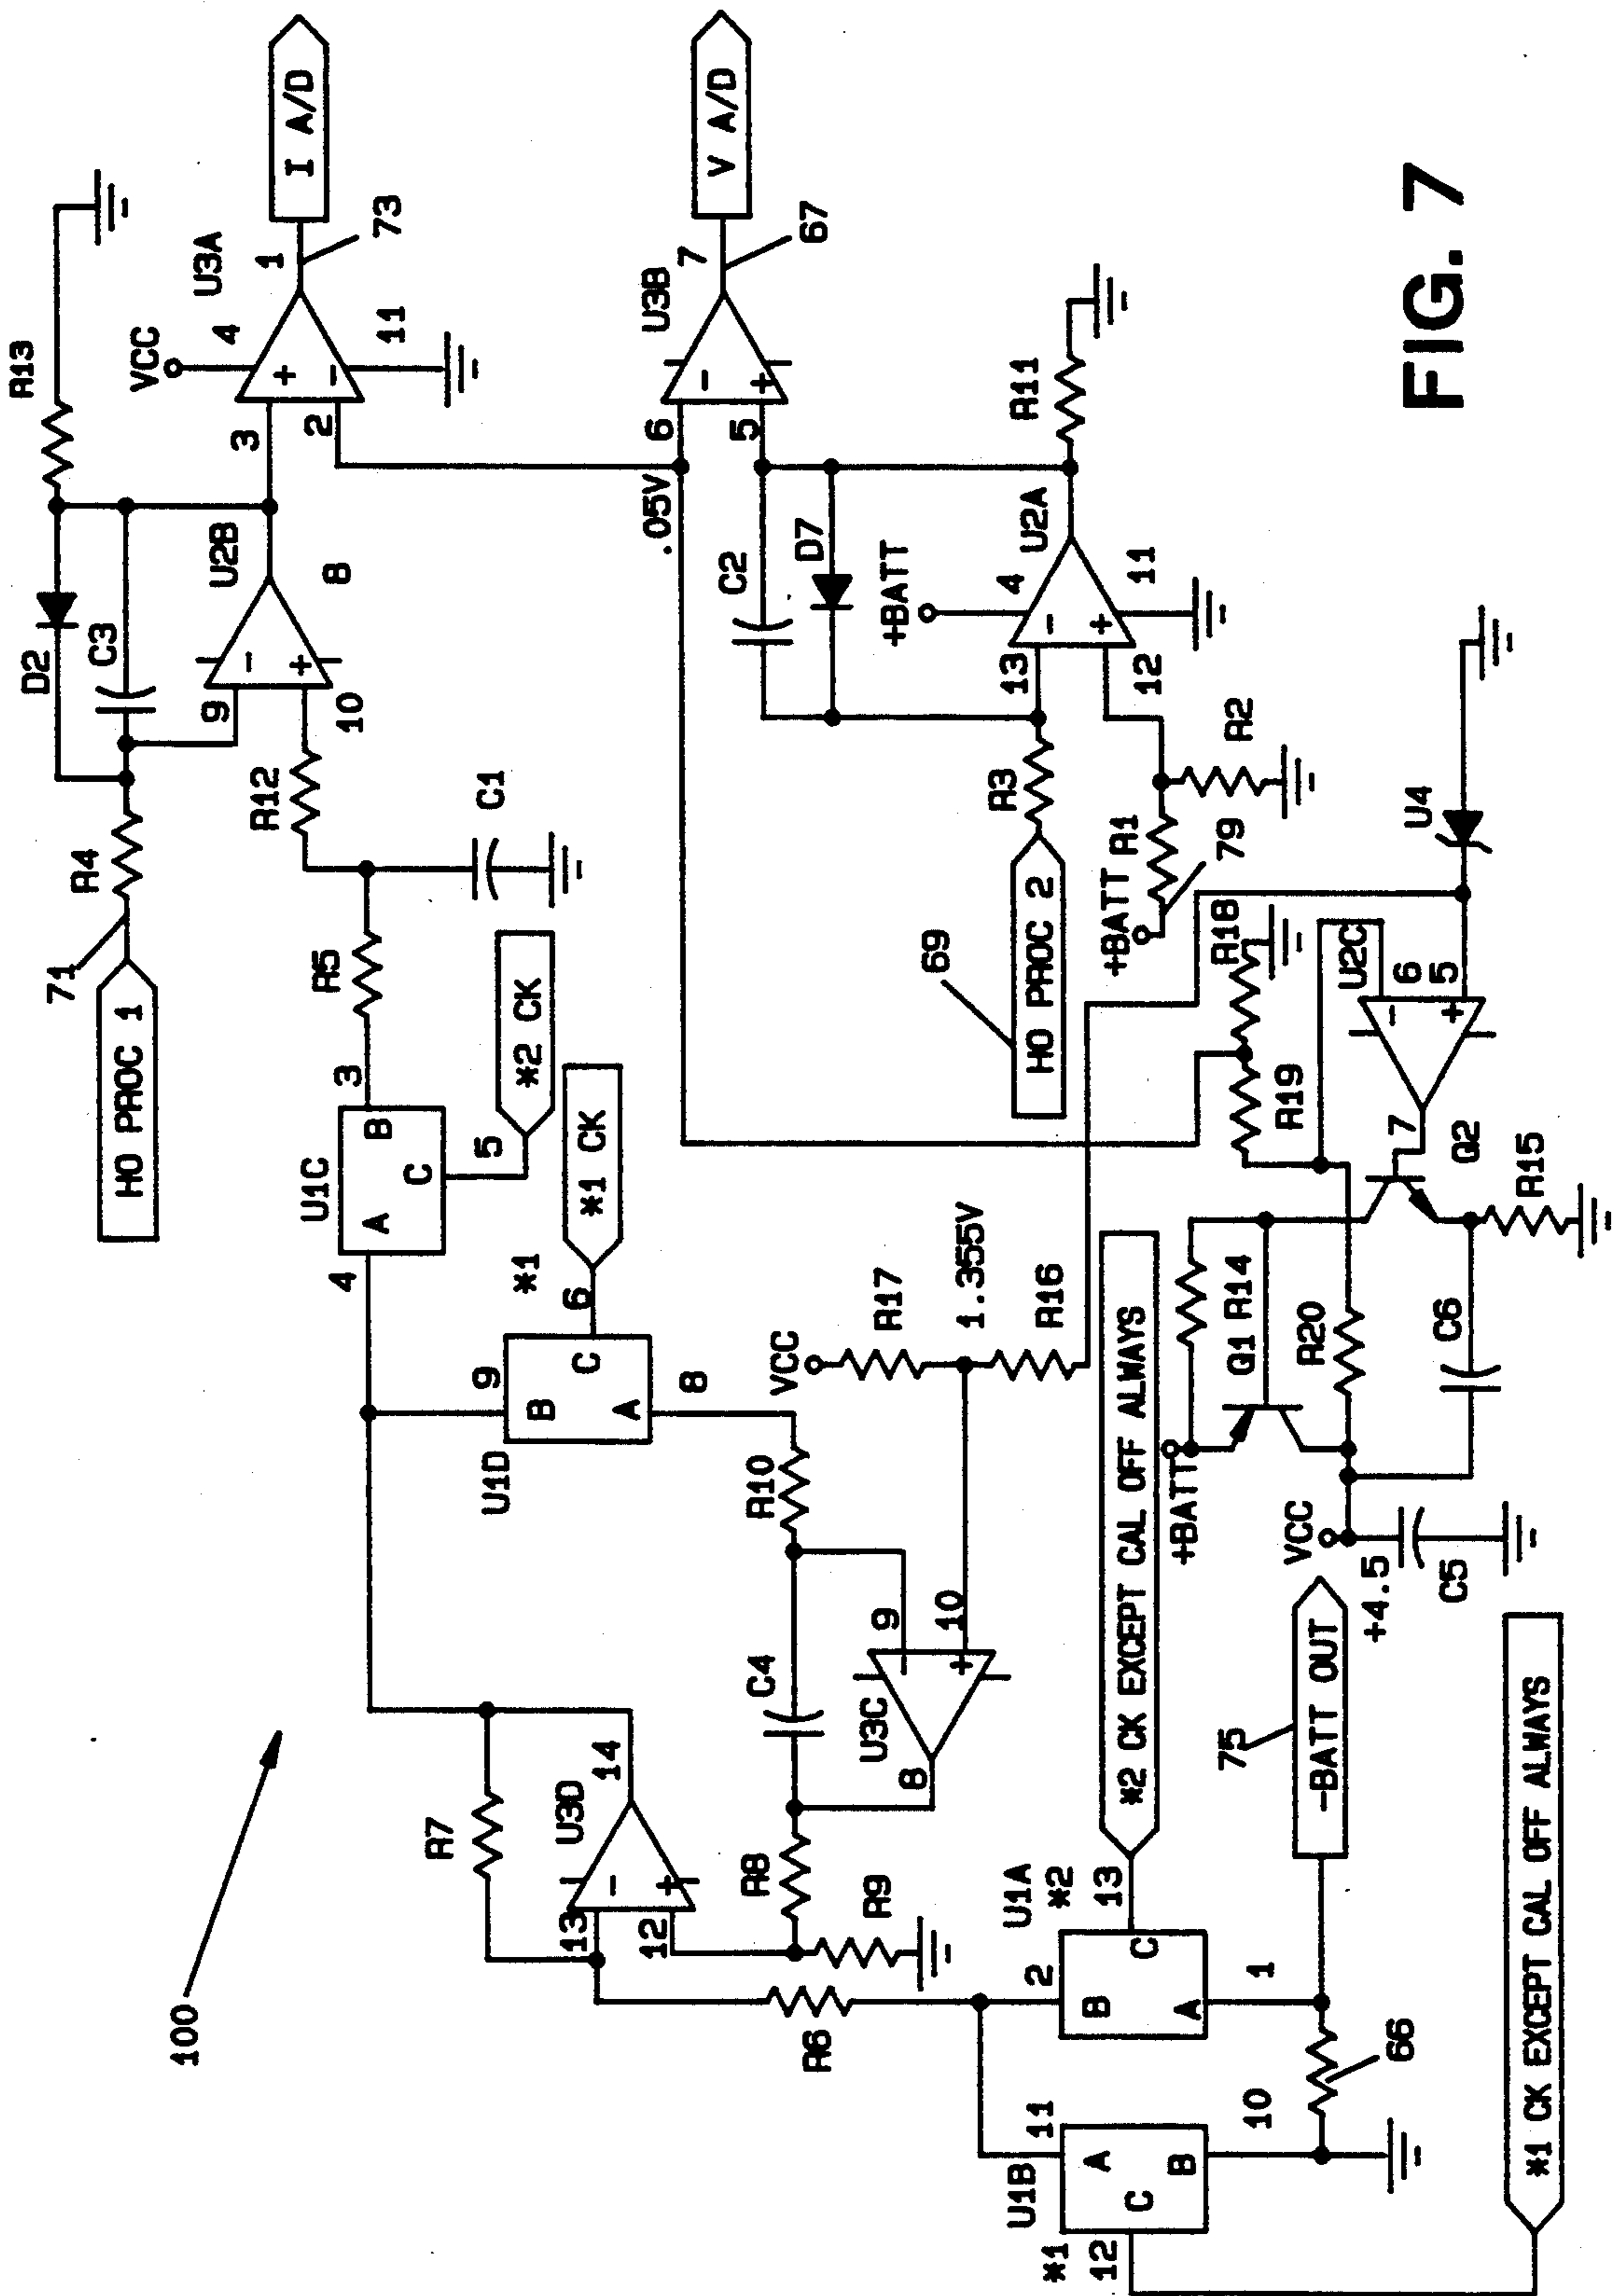 R13
D2
C3
U2B
8
9
10
R12
R4
71
HO PROC 1
VCC
4
U3A
+
-
3
2
1
11
73
I A/D
C1
R5
3
U1C
A
B
C
4
5
*2 CK
*1 CK
*1
6
U1D
9
B
C
A
8
R10
.05V
6
5
U3B
-
+
7
67
V A/D
C2
D7
+BATT
U2A
4
13
12
-
+
11
R11
R3
HO PROC 2
69
+BATT
R1
79
R2
U4
R18
R19
U2C
6
5
-
+
7
Q2
R15
VCC
R17
1.355V
R16
R14
Q1
R20
C6
+BATT
VCC
+4.5
C5
100
R7
U3D
14
13
12
-
+
C4
U3C
9
10
-
+
8
R8
R9
R6
*2 CK EXCEPT CAL OFF ALWAYS
U1A
*2
13
2
B
C
A
1
75
-BATT OUT
66
U1B
*1
11
A
C
B
10
12
*1 CK EXCEPT CAL OFF ALWAYS
-
+
FIG. 7